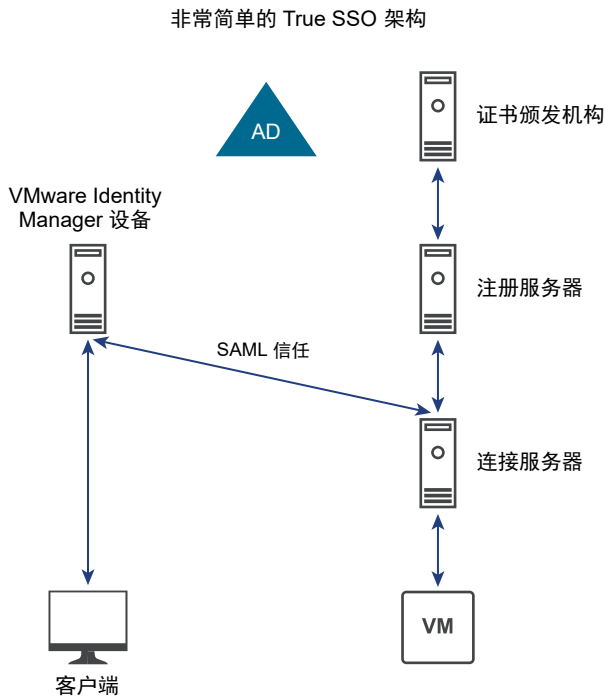 非常简单的 True SSO 架构
AD
证书颁发机构
VMware Identity
Manager 设备
注册服务器
SAML 信任
连接服务器
VM
客户端